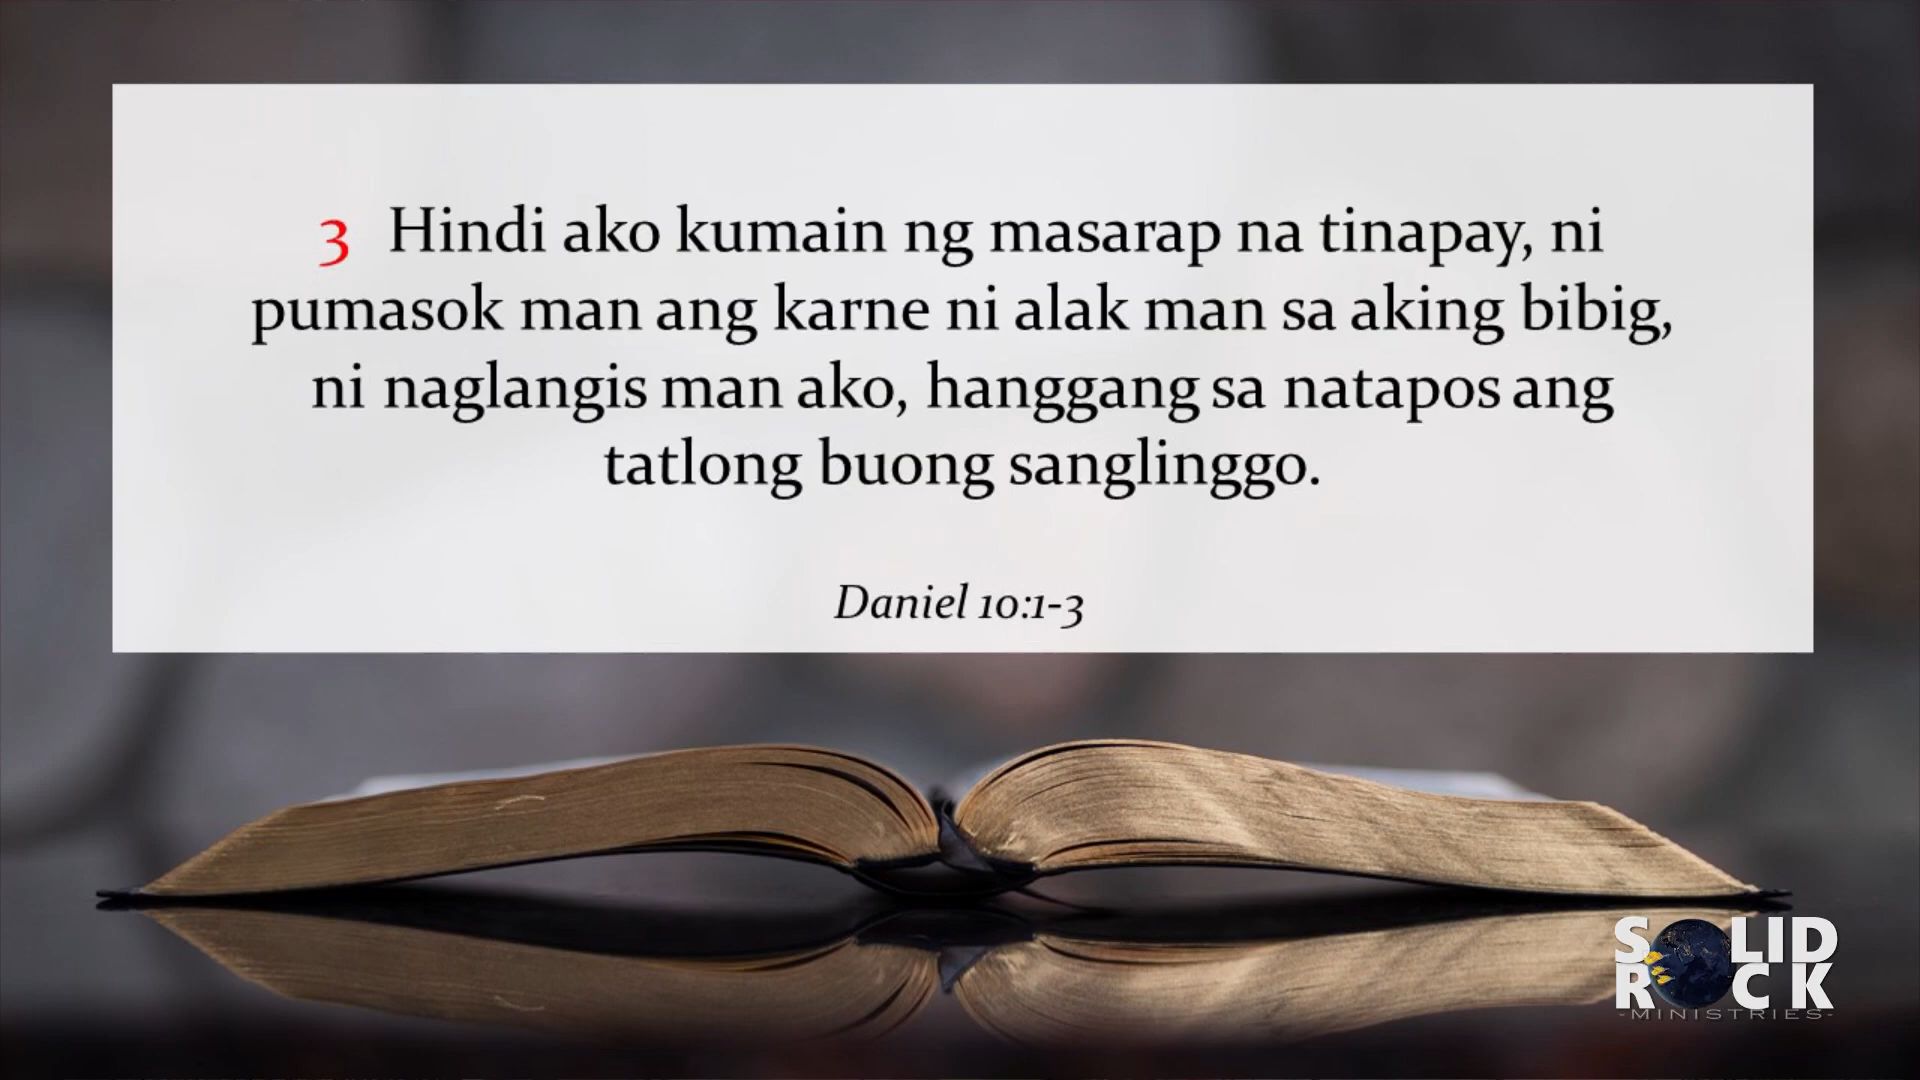 3 Hindi ako kumain ng masarap na tinapay, ni
pumasok man ang karne ni alak man sa aking bibig,
ni naglangis man ako, hanggang sa natapos ang
tatlong buong sanglinggo.
Daniel 10:1-3
SOLID
ROCK
-MINISTRIES-